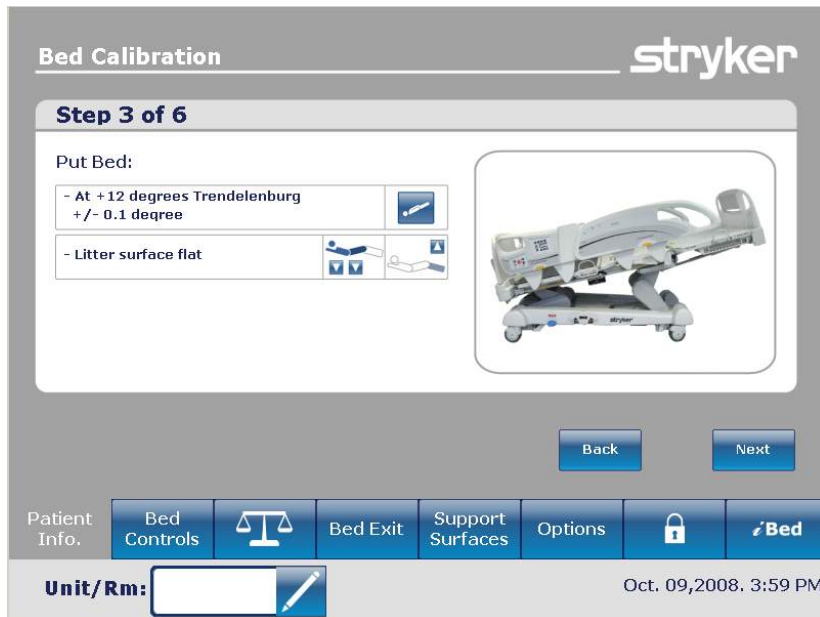 Bed Calibration
stryker
Step 3 of 6
Put Bed:
- At +12 degrees Trendelenburg
+/- 0.1 degree
- Litter surface flat
stryker
Back
Next
Patient
Info.
Bed
Controls
Bed Exit
Support
Surfaces
Options
iBed
Unit/Rm:
Oct. 09,2008. 3:59 PM